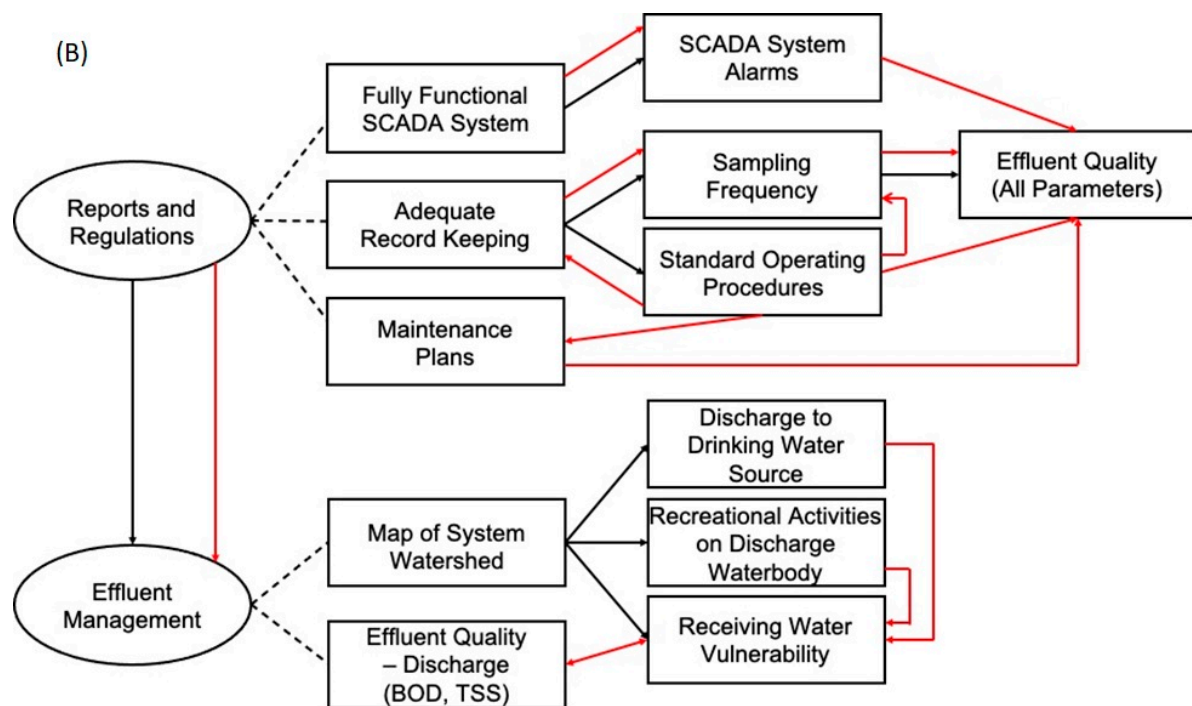 (B)
Fully Functional
SCADA System
SCADA System
Alarms
Reports and
Regulations
Adequate
Record Keeping
Sampling
Frequency
Effluent Quality
(All Parameters)
Standard Operating
Procedures
Maintenance
Plans
Effluent
Management
Map of System
Watershed
Discharge to
Drinking Water
Source
Recreational Activities
on Discharge
Waterbody
Effluent Quality
– Discharge
(BOD, TSS)
Receiving Water
Vulnerability